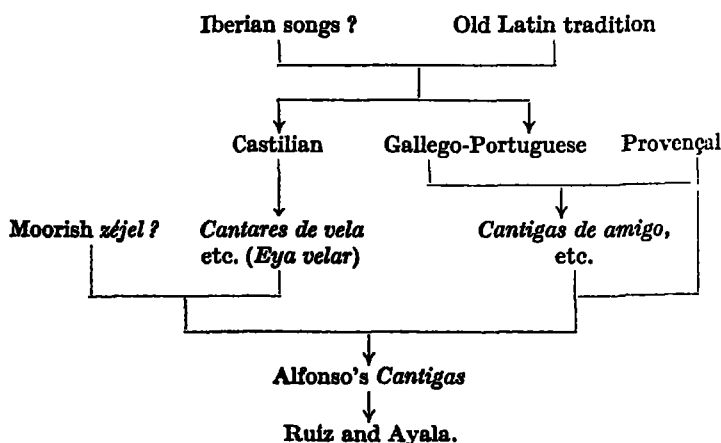 Iberian songs ? Old Latin tradition
Castilian Gallego-Portuguese Provençal
Moorish zéjel ? Cantares de vela Cantigas de amigo,
etc. (Eya velar) etc.
Alfonso's Cantigas
Ruiz and Ayala.